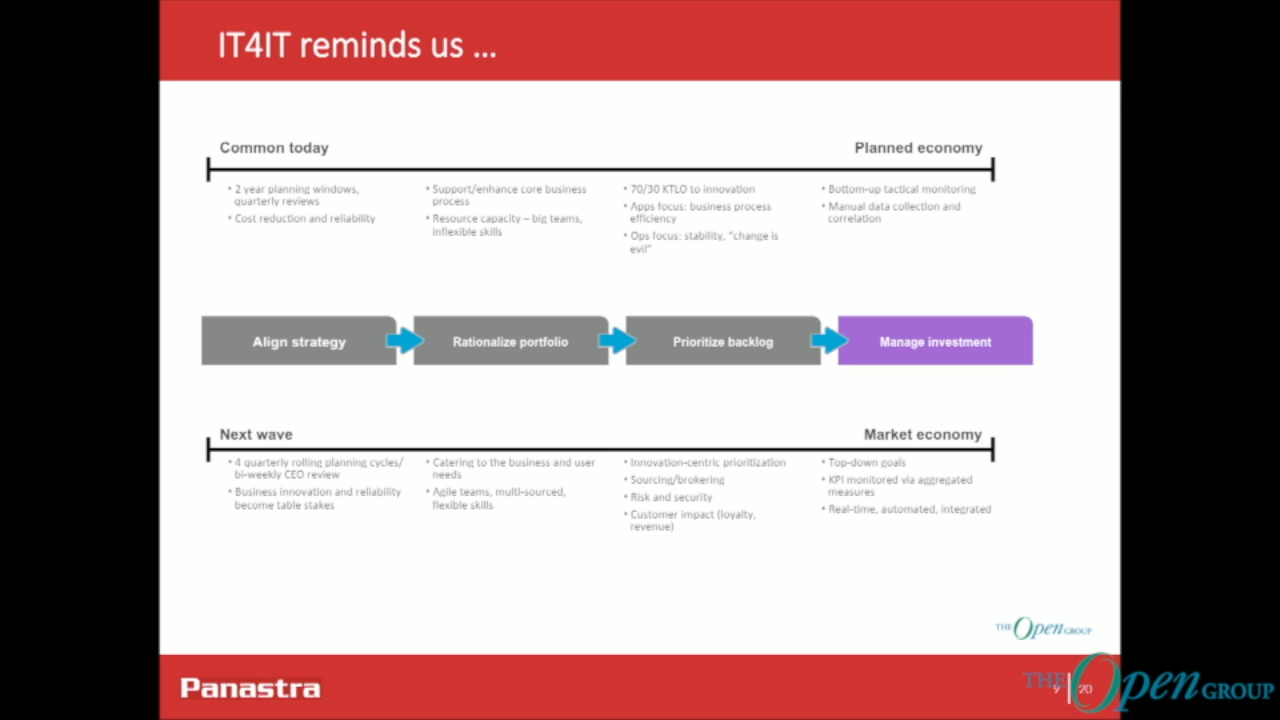 IT4IT reminds us ...
Common today
Planned economy
• 2 year planning windows,
quarterly reviews
• Cost reduction and reliability
• Support/enhance core business
process
• Resource capacity – big teams,
inflexible skills
• 70/30 KTLO to innovation
• Apps focus: business process
efficiency
• Ops focus: stability, “change is
evil”
• Bottom-up tactical monitoring
• Manual data collection and
correlation
Align strategy
Rationalize portfolio
Prioritize backlog
Manage investment
Next wave
Market economy
• 4 quarterly rolling planning cycles/
bi-weekly CEO review
• Business innovation and reliability
become table stakes
• Catering to the business and user
needs
• Agile teams, multi-sourced,
flexible skills
• Innovation-centric prioritization
• Sourcing/brokering
• Risk and security
• Customer impact (loyalty,
revenue)
• Top-down goals
• KPI monitored via aggregated
measures
• Real-time, automated, integrated
THE Open GROUP
Panastra
9 | 20
THE Open GROUP